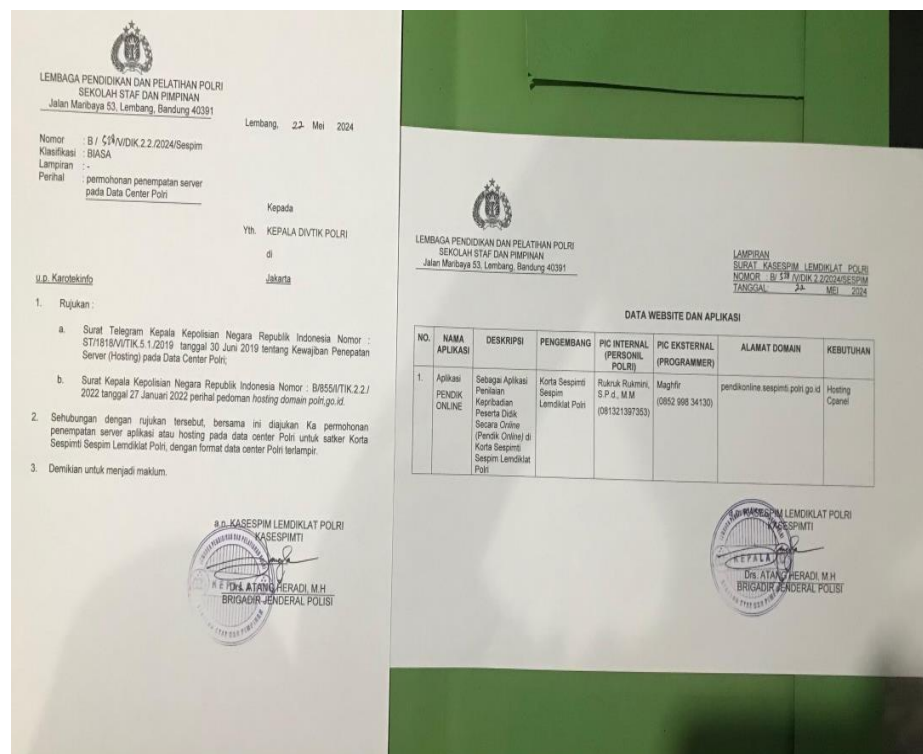 LEMBAGA PENDIDIKAN DAN PELATIHAN POLRI
SEKOLAH STAF DAN PIMPINAN
Jalan Maribaya 53, Lembang, Bandung 40391
Lembang, 22 Mei 2024
Nomor : B / /V/DIK.2.2./2024/Sespim
Klasifikasi : BIASA
Lampiran : -
Perihal : permohonan penempatan server
pada Data Center Polri
Kepada
Yth. KEPALA DIVTIK POLRI
di
u.p. Karotekinfo Jakarta
1. Rujukan :
a. Surat Telegram Kepala Kepolisian Negara Republik Indonesia Nomor :
ST/1818/VI/TIK.5.1./2019 tanggal 30 Juni 2019 tentang Kewajiban Penepatan
Server (Hosting) pada Data Center Polri;
b. Surat Kepala Kepolisian Negara Republik Indonesia Nomor : B/855/I/TIK.2.2./
2022 tanggal 27 Januari 2022 perihal pedoman hosting domain polri,go.id.
2. Sehubungan dengan rujukan tersebut, bersama ini diajukan Ka permohonan
penempatan server aplikasi atau hosting pada data center Polri untuk satker Korta
Sespimti Sespim Lemdiklat Polri, dengan format data center Polri terlampir.
3. Demikian untuk menjadi maklum.
a.n. KASESPIM LEMDIKLAT POLRI
KASESPIMTI
KEPALA
Drs. ATANG HERADI, M.H
BRIGADIR JENDERAL POLISI
LEMBAGA PENDIDIKAN DAN PELATIHAN POLRI
SEKOLAH STAF DAN PIMPINAN
Jalan Maribaya 53, Lembang, Bandung 40391
LAMPIRAN
SURAT KASESPIM LEMDIKLAT POLRI
NOMOR : B/ /V/DIK.2.2/2024/SESPIM
TANGGAL 22 MEI 2024
DATA WEBSITE DAN APLIKASI
NO. NAMA APLIKASI DESKRIPSI PENGEMBANG PIC INTERNAL (PERSONIL POLRI) PIC EKSTERNAL (PROGRAMMER) ALAMAT DOMAIN KEBUTUHAN
1. Aplikasi PENDIK ONLINE
Sebagai Aplikasi
Penilaian
Kepribadian
Peserta Didik
Secara Online
(Pendik Online) di
Korta Sespimti
Sespim Lemdiklat
Polri
Korta Sespimti
Sespim
Lemdiklat Polri
Rukruk Rukmini,
S.P.d., M.M
(081321397353)
Maghfir
(0852 998 34130)
pendikonline.sespimti.polri.go.id
Hosting
Cpanel
KASESPIM LEMDIKLAT POLRI
KASESPIMTI
KEPALA
Drs. ATANG HERADI, M.H
BRIGADIR JENDERAL POLISI